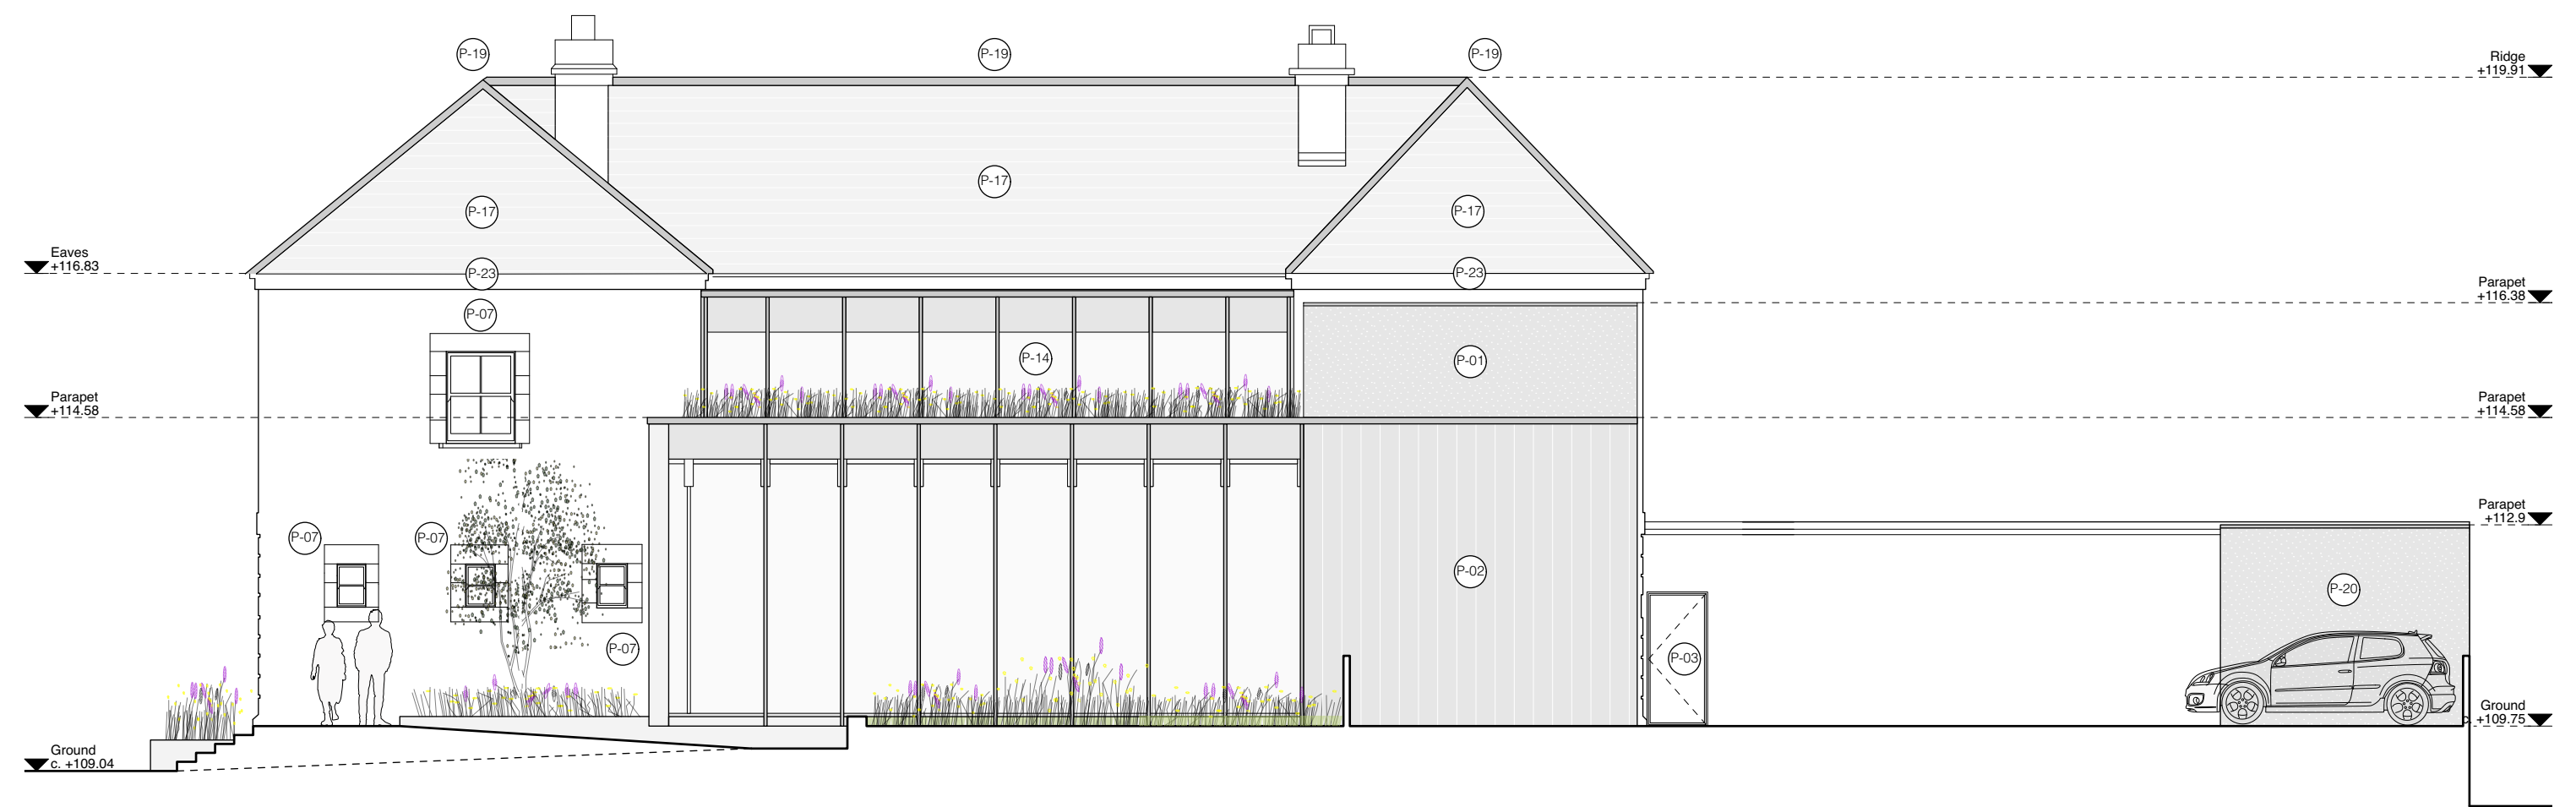 P-19
P-19
P-19
Ridge
+119.91
P-17
P-17
P-17
Eaves
+116.83
P-23
P-23
Parapet
+116.38
P-07
P-14
P-01
Parapet
+114.58
Parapet
+114.58
Parapet
+112.9
P-07
P-07
P-02
P-20
P-07
P-03
Ground
c. +109.75
Ground
c. +109.04